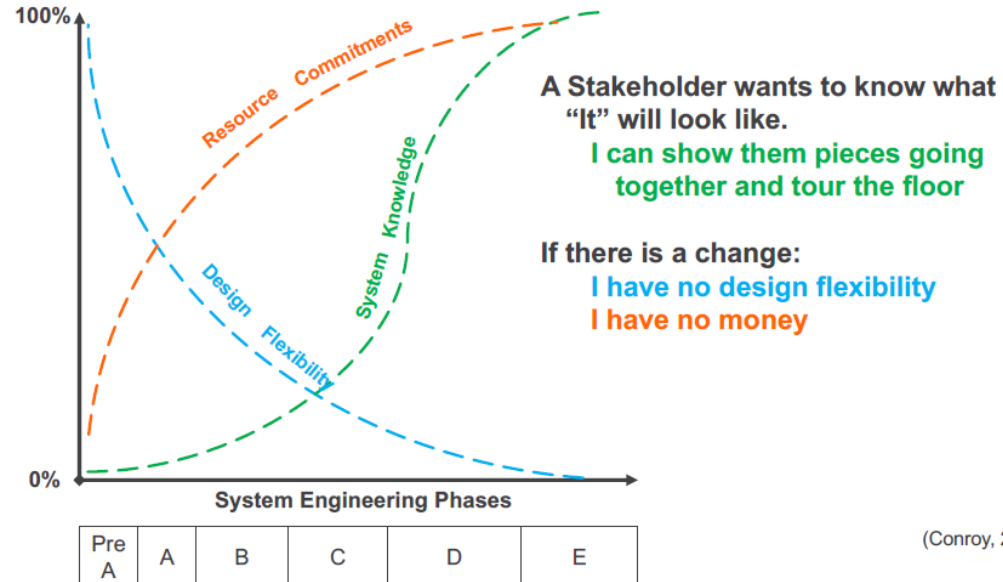 100%
Resource Commitments
Design Flexibility
System Knowledge
0%
System Engineering Phases
Pre
A
A
B
C
D
E
A Stakeholder wants to know what
“It” will look like.
I can show them pieces going
together and tour the floor
If there is a change:
I have no design flexibility
I have no money
(Conroy,